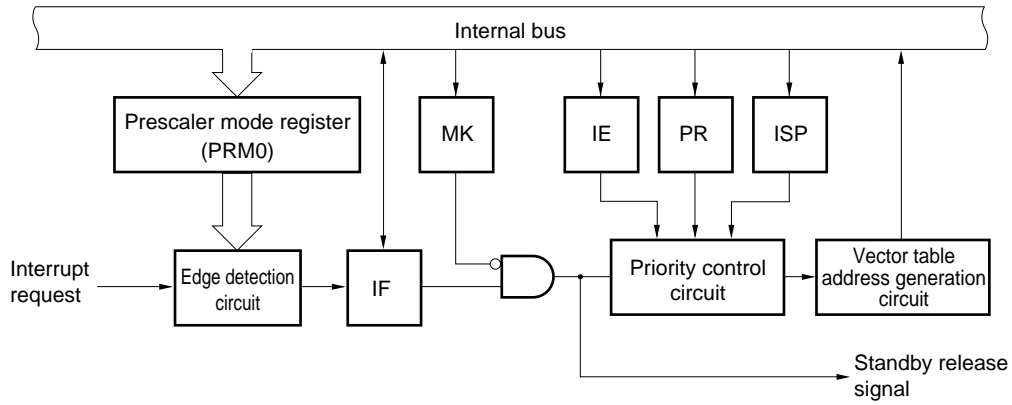 Internal bus
Prescaler mode register
(PRM0)
MK
IE
PR
ISP
Interrupt
request
Edge detection
circuit
IF
Priority control
circuit
Vector table
address generation
circuit
Standby release
signal